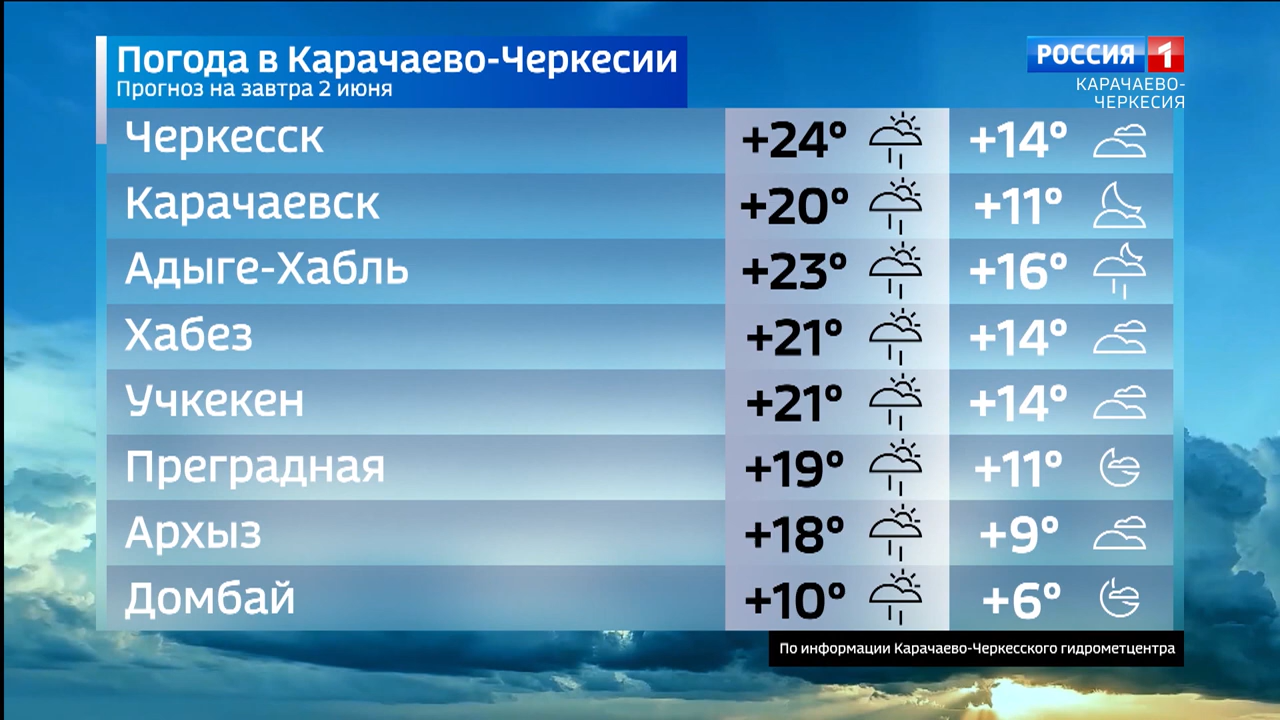 Погода в Карачаево-Черкесии
Прогноз на завтра 2 июня
РОССИЯ 1
КАРАЧАЕВО-
ЧЕРКЕСИЯ
Черкесск +24° +14°
Карачаевск +20° +11°
Адыге-Хабль +23° +16°
Хабез +21° +14°
Учкекен +21° +14°
Преградная +19° +11°
Архыз +18° +9°
Домбай +10° +6°
По информации Карачаево-Черкесского гидрометцентра